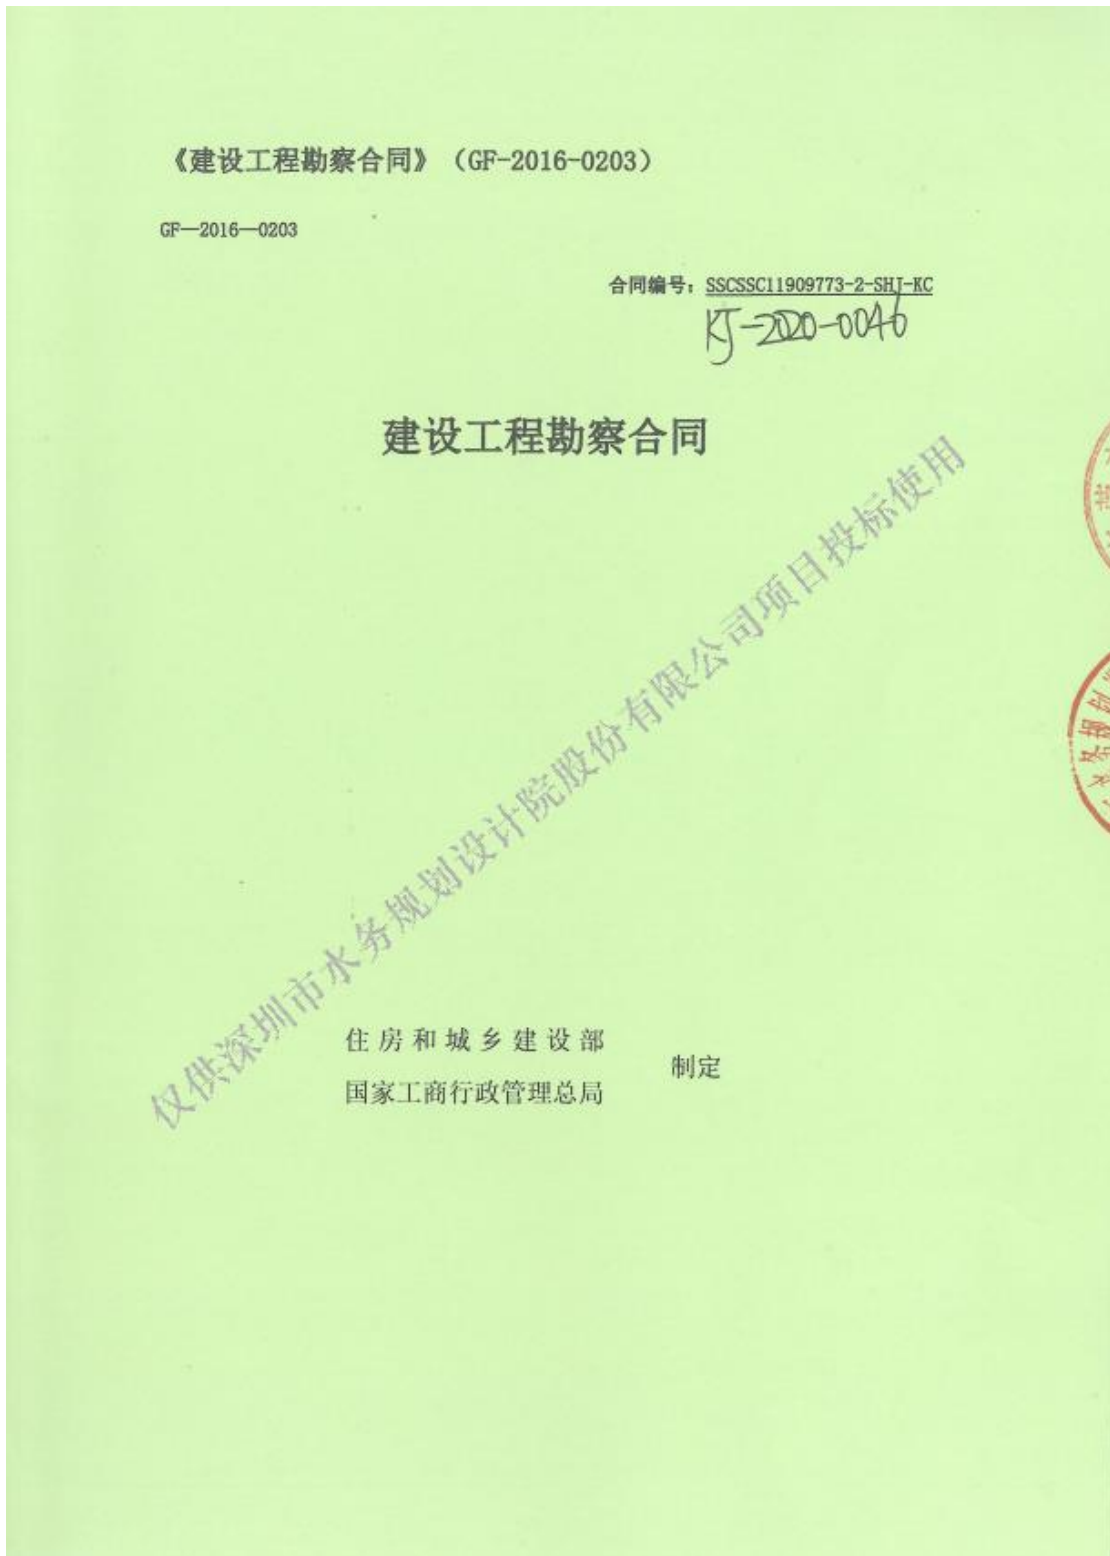 《建设工程勘察合同》（GF-2016-0203）
GF—2016—0203
合同编号：SSCSSC11909773-2-SHJ-KC
KJ-2020-0046
建设工程勘察合同
仅供深圳市水务规划设计院股份有限公司项目投标使用
住房和城乡建设部
国家工商行政管理总局
制定
务规划